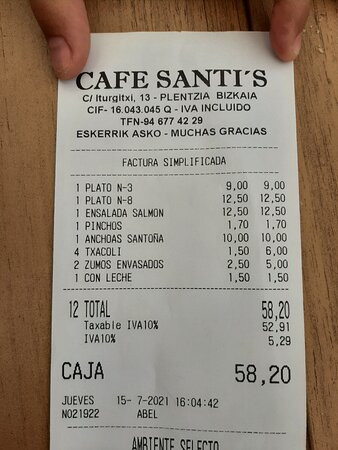 CAFE SANTI´S
C/ Iturgitxi, 13 - PLENTZIA BIZKAIA
CIF- 16.043.045 Q - IVA INCLUIDO
TFN-94 677 42 29
ESKERRIK ASKO - MUCHAS GRACIAS
FACTURA SIMPLIFICADA
1 PLATO N-3 9,00 9,00
1 PLATO N-8 12,50 12,50
1 ENSALADA SALMON 12,50 12,50
1 PINCHOS 1,70 1,70
1 ANCHOAS SANTOÑA 10,00 10,00
4 TXACOLI 1,50 6,00
2 ZUMOS ENVASADOS 2,50 5,00
1 CON LECHE 1,50 1,50
12 TOTAL 58,20
Taxable IVA10% 52,91
IVA10% 5,29
CAJA 58,20
JUEVES 15- 7-2021 16:04:42
NO21922 ABEL
AMBIENTE SELECTO